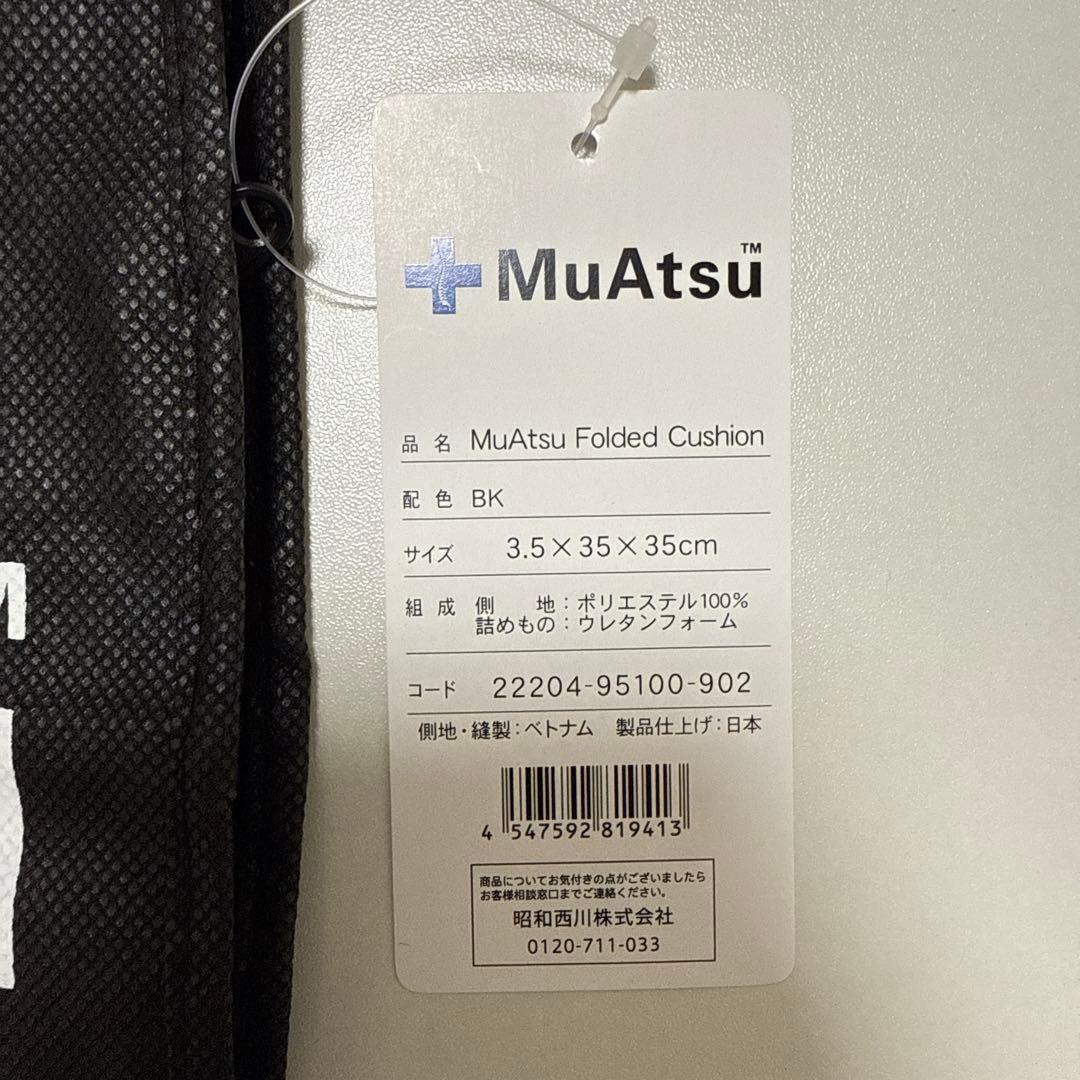 MuAtsu™
品名 MuAtsu Folded Cushion
配色 BK
サイズ 3.5×35×35cm
組成 側 地：ポリエステル100%
詰めもの：ウレタンフォーム
コード 22204-95100-902
側地・縫製：ベトナム 製品仕上げ：日本
4 547592 819413
商品についてお気付きの点がございましたら
お客様相談窓口までご連絡ください。
昭和西川株式会社
0120-711-033
M